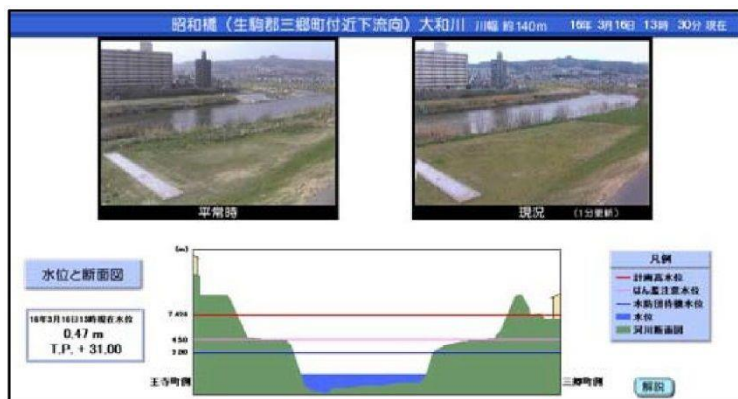 昭和橋（生駒郡三郷町付近下流向）大和川 川幅 約140m 16年 3月16日 13時 30分 現在
平常時
現況 （1分更新）
水位と断面図
16年3月16日13時現在水位
0.47 m
T.P. + 31.00
(m)
4.50
3.00
王寺町側
三郷町側
凡例
計画高水位
はん濫注意水位
水防団待機水位
水位
河川断面図
解説